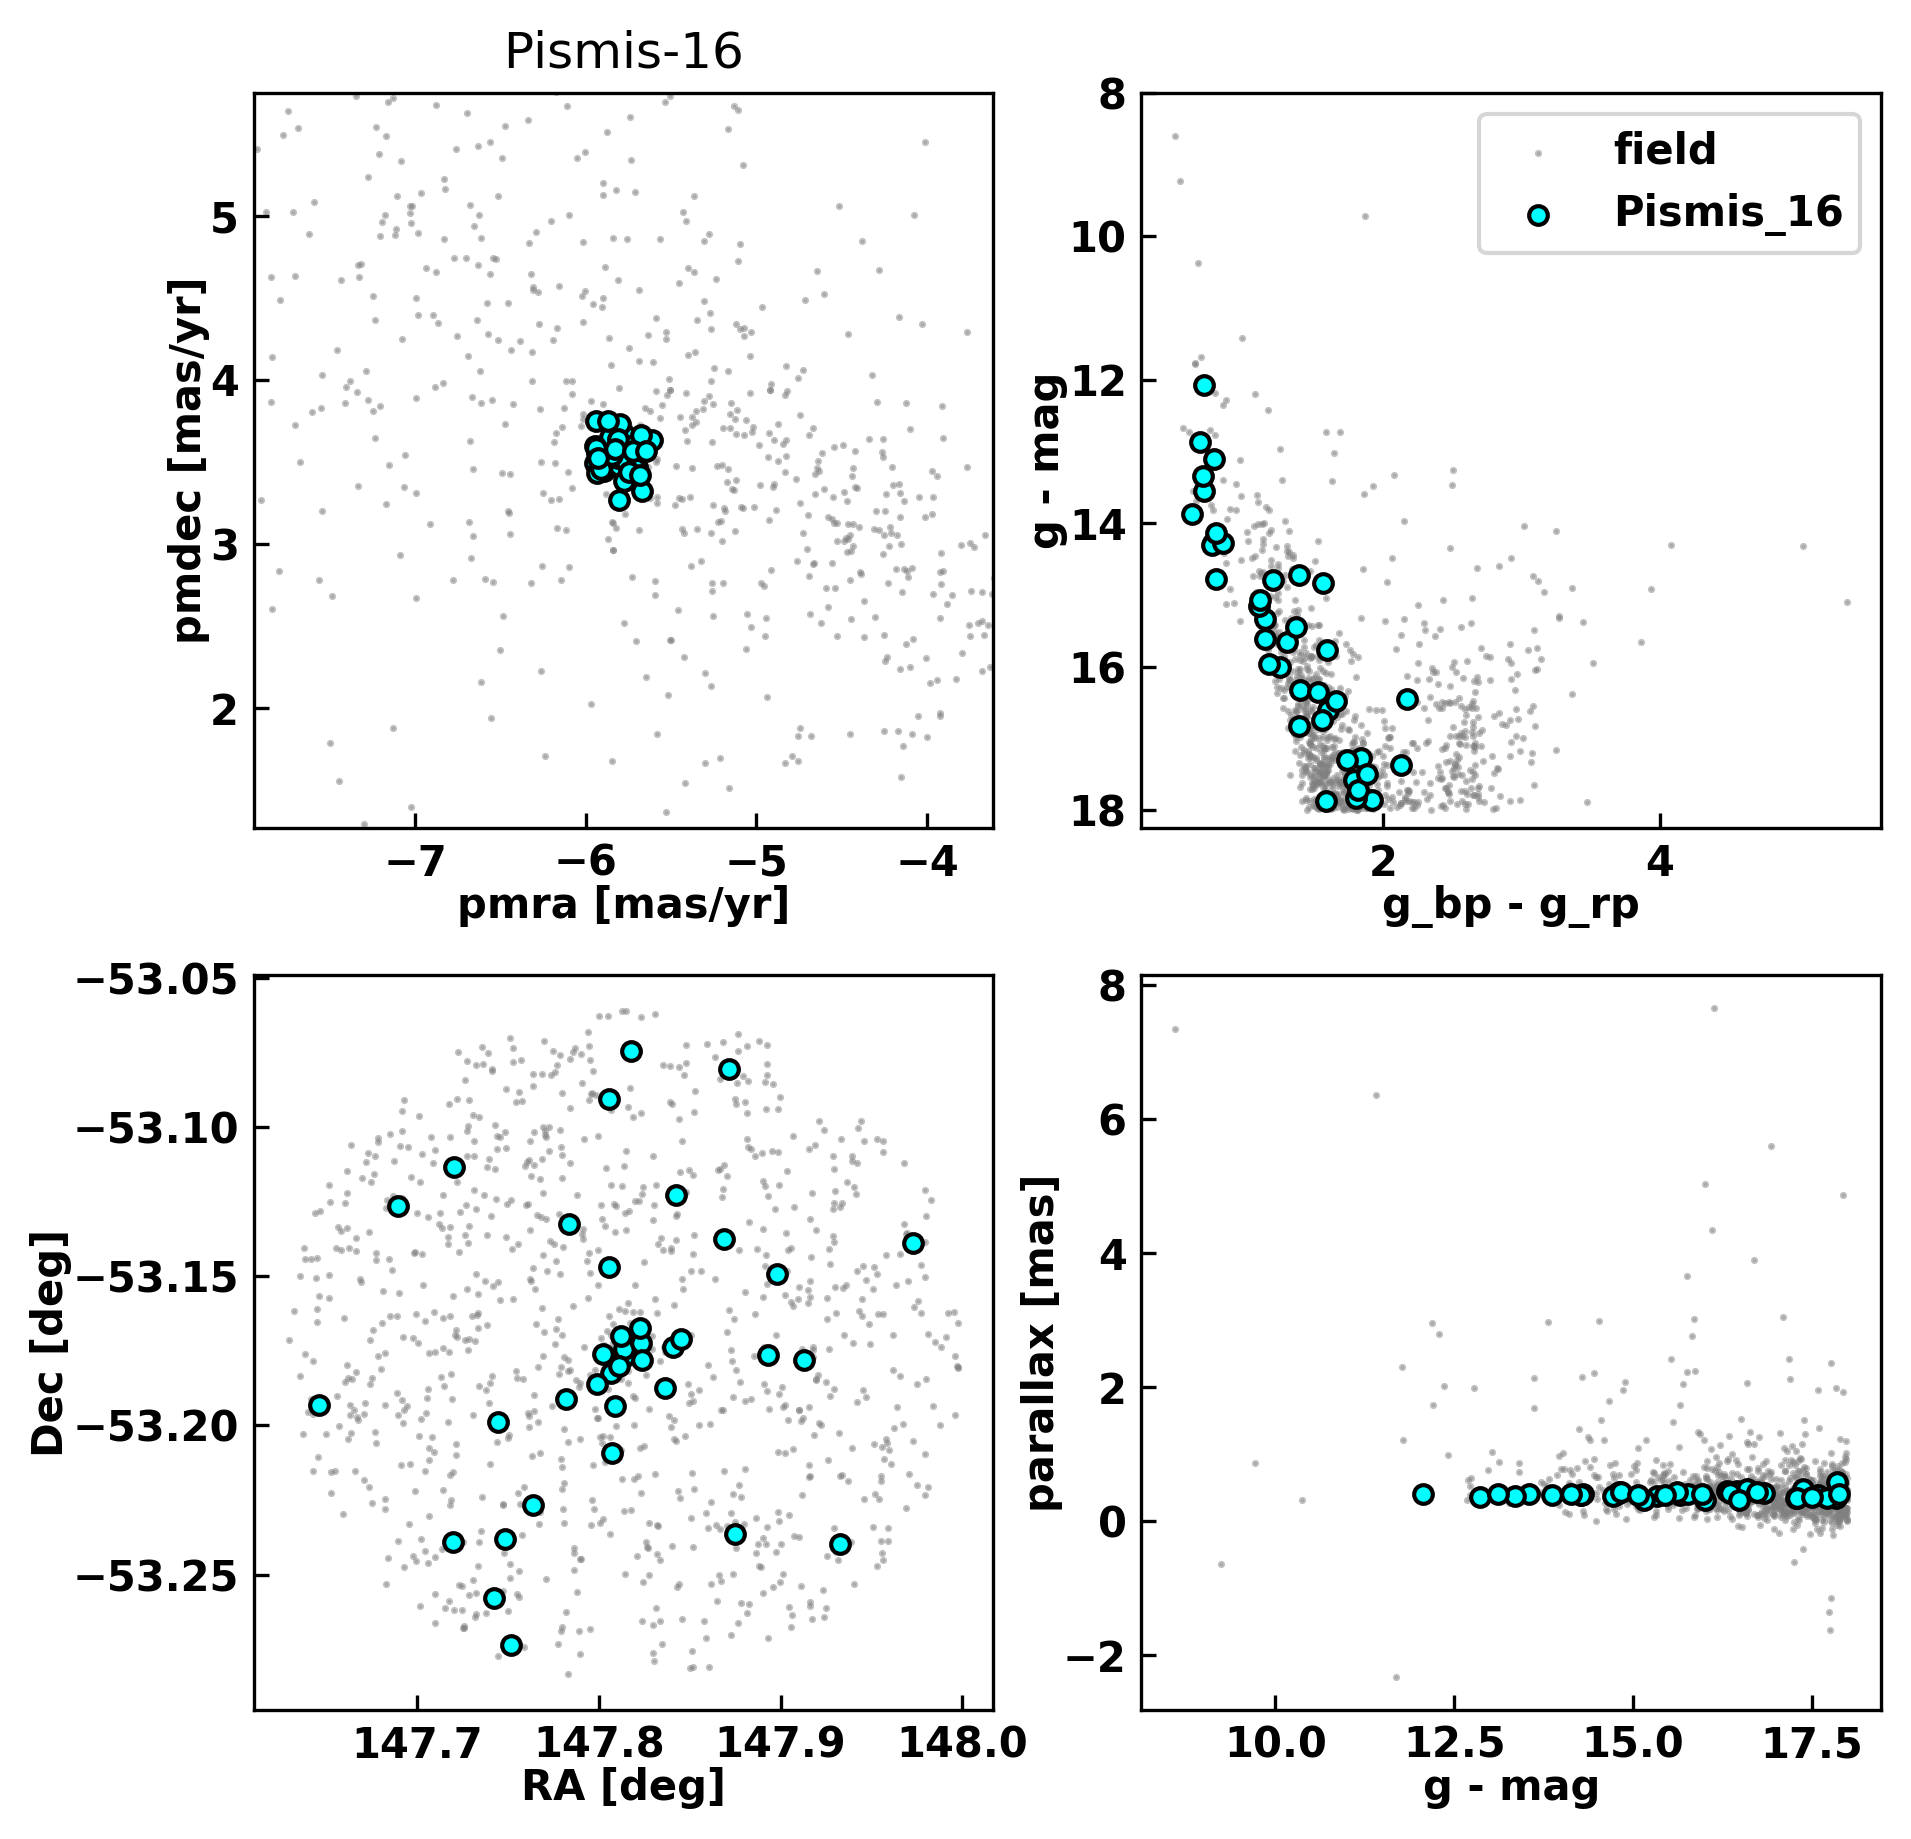 Pismis-16
5
4
3
2
pmdec [mas/yr]
−7 −6 −5 −4
pmra [mas/yr]
8
10
12
14
16
18
g - mag
field
Pismis_16
2 4
g_bp - g_rp
−53.05
−53.10
−53.15
−53.20
−53.25
Dec [deg]
147.7 147.8 147.9 148.0
RA [deg]
8
6
4
2
0
−2
parallax [mas]
10.0 12.5 15.0 17.5
g - mag